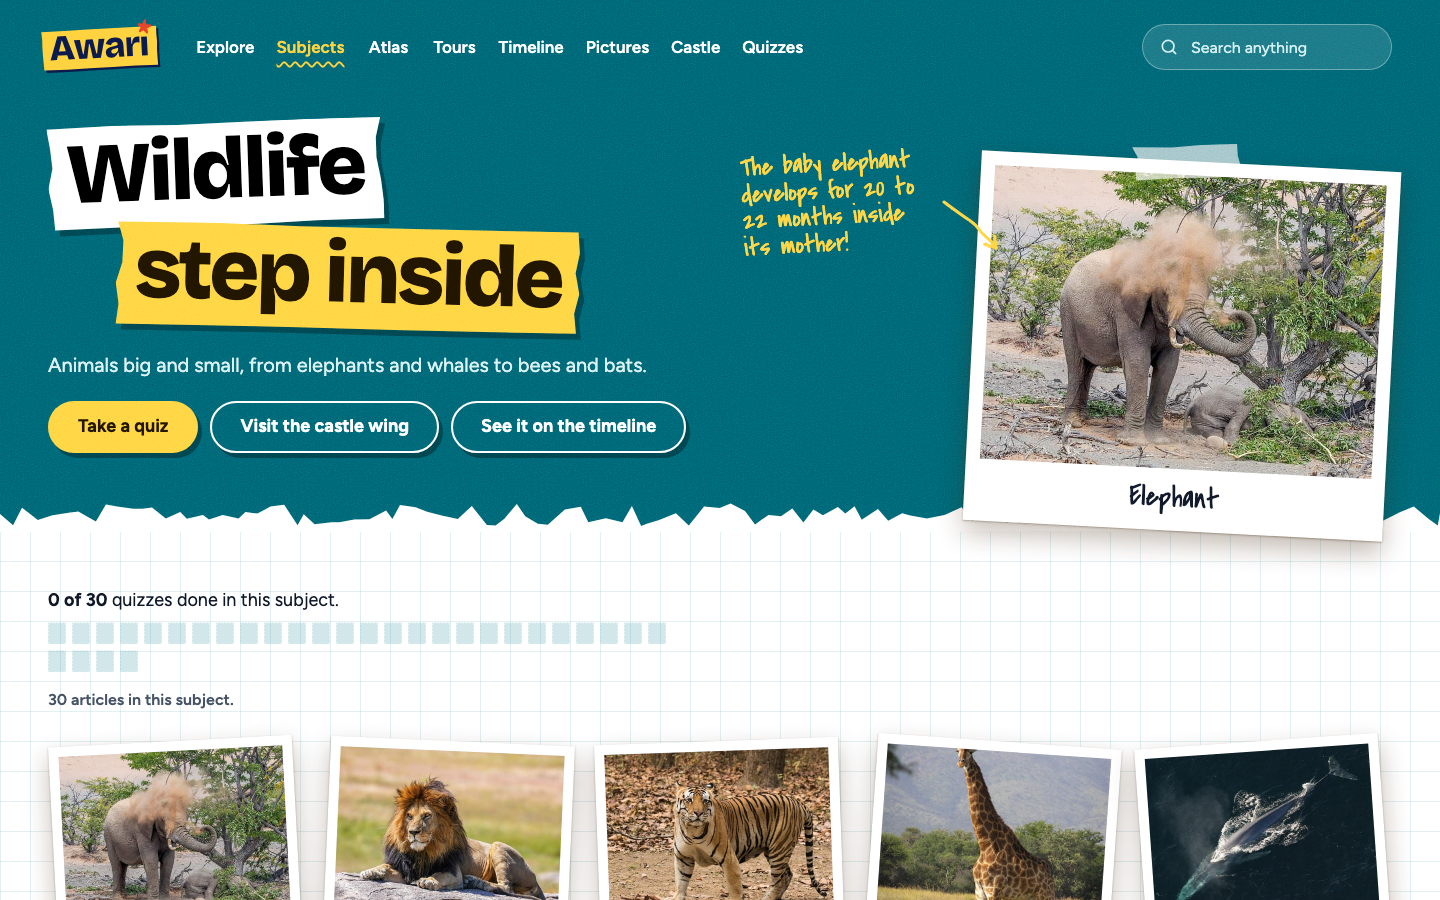 Awari
Explore
Subjects
Atlas
Tours
Timeline
Pictures
Castle
Quizzes
Search anything
Wildlife
step inside
The baby elephant
develops for 20 to
22 months inside
its mother!
Animals big and small, from elephants and whales to bees and bats.
Take a quiz
Visit the castle wing
See it on the timeline
Elephant
0 of 30 quizzes done in this subject.
30 articles in this subject.